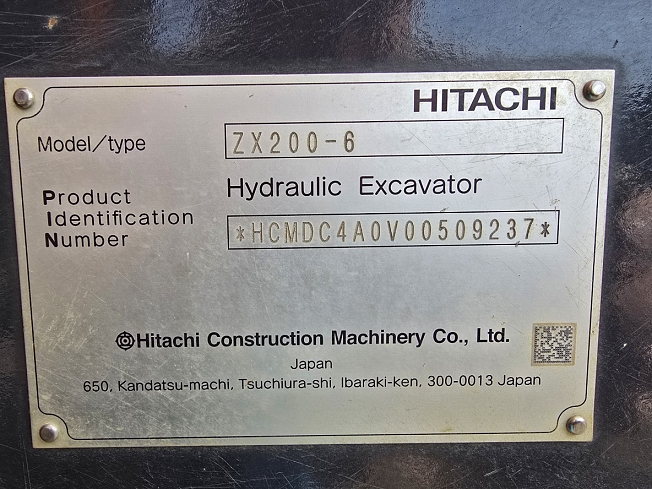 HITACHI
Model/type ZX200-6
Hydraulic Excavator
Product
Identification
Number
*HCMDC4A0V00509237*
Hitachi Construction Machinery Co., Ltd.
Japan
650, Kandatsu-machi, Tsuchiura-shi, Ibaraki-ken, 300-0013 Japan